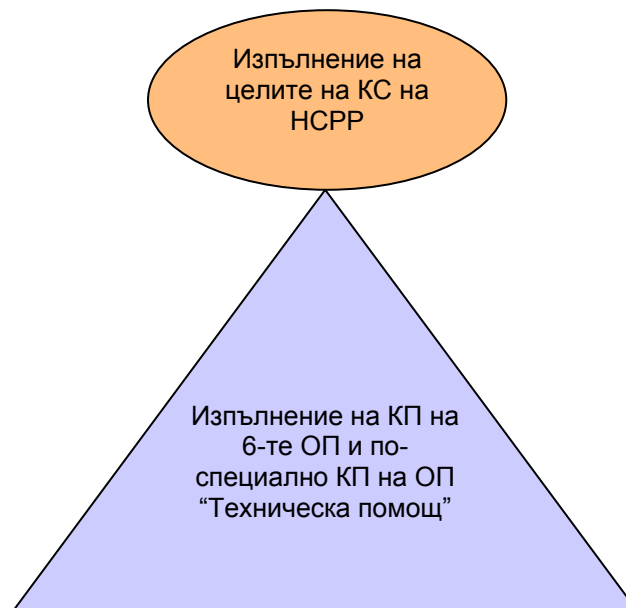 Изпълнение на
целите на КС на
НСРР
Изпълнение на КП на
6-те ОП и по-
специално КП на ОП
“Техническа помощ”